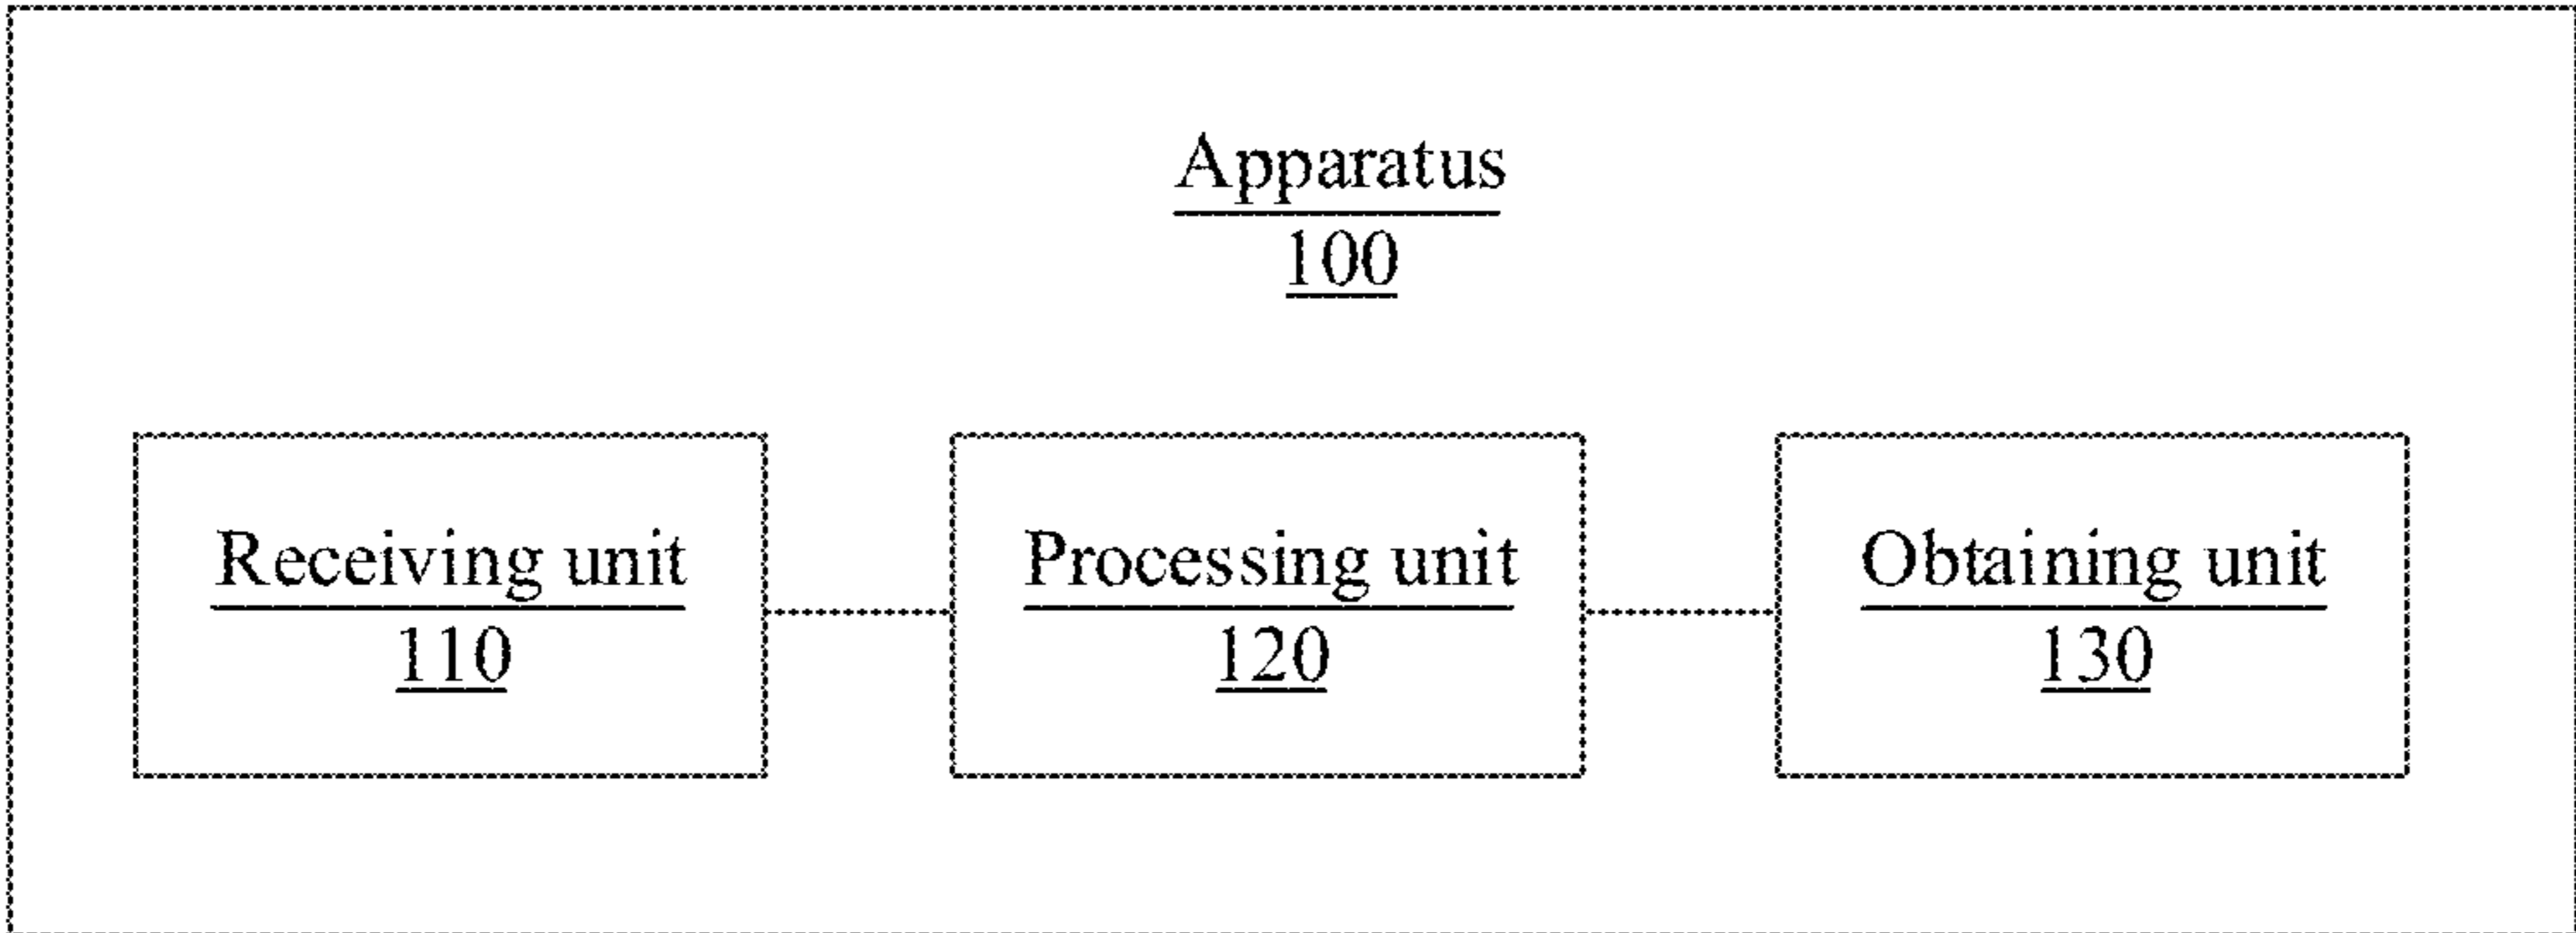 Apparatus
100
Receiving unit
110
Processing unit
120
Obtaining unit
130